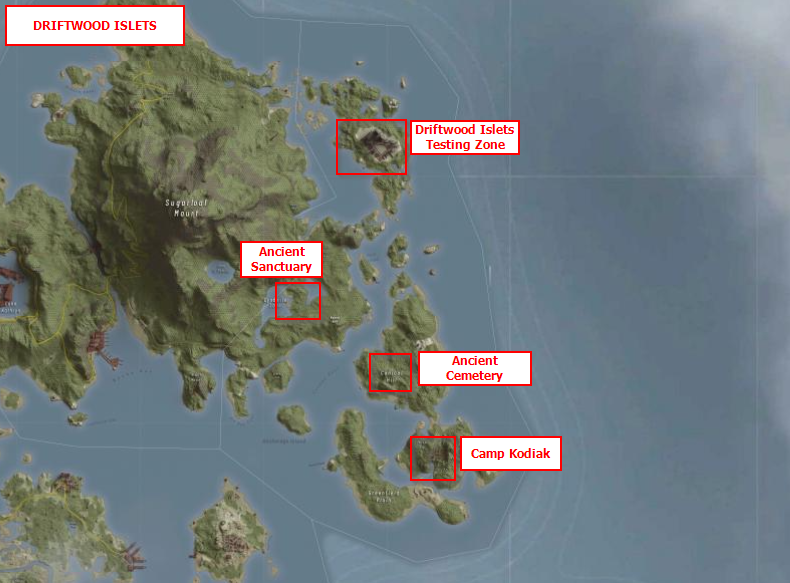 DRIFTWOOD ISLETS
Driftwood Islets
Testing Zone
Sugarloaf
Mount
Ancient
Sanctuary
Ancient
Cemetery
Camp Kodiak